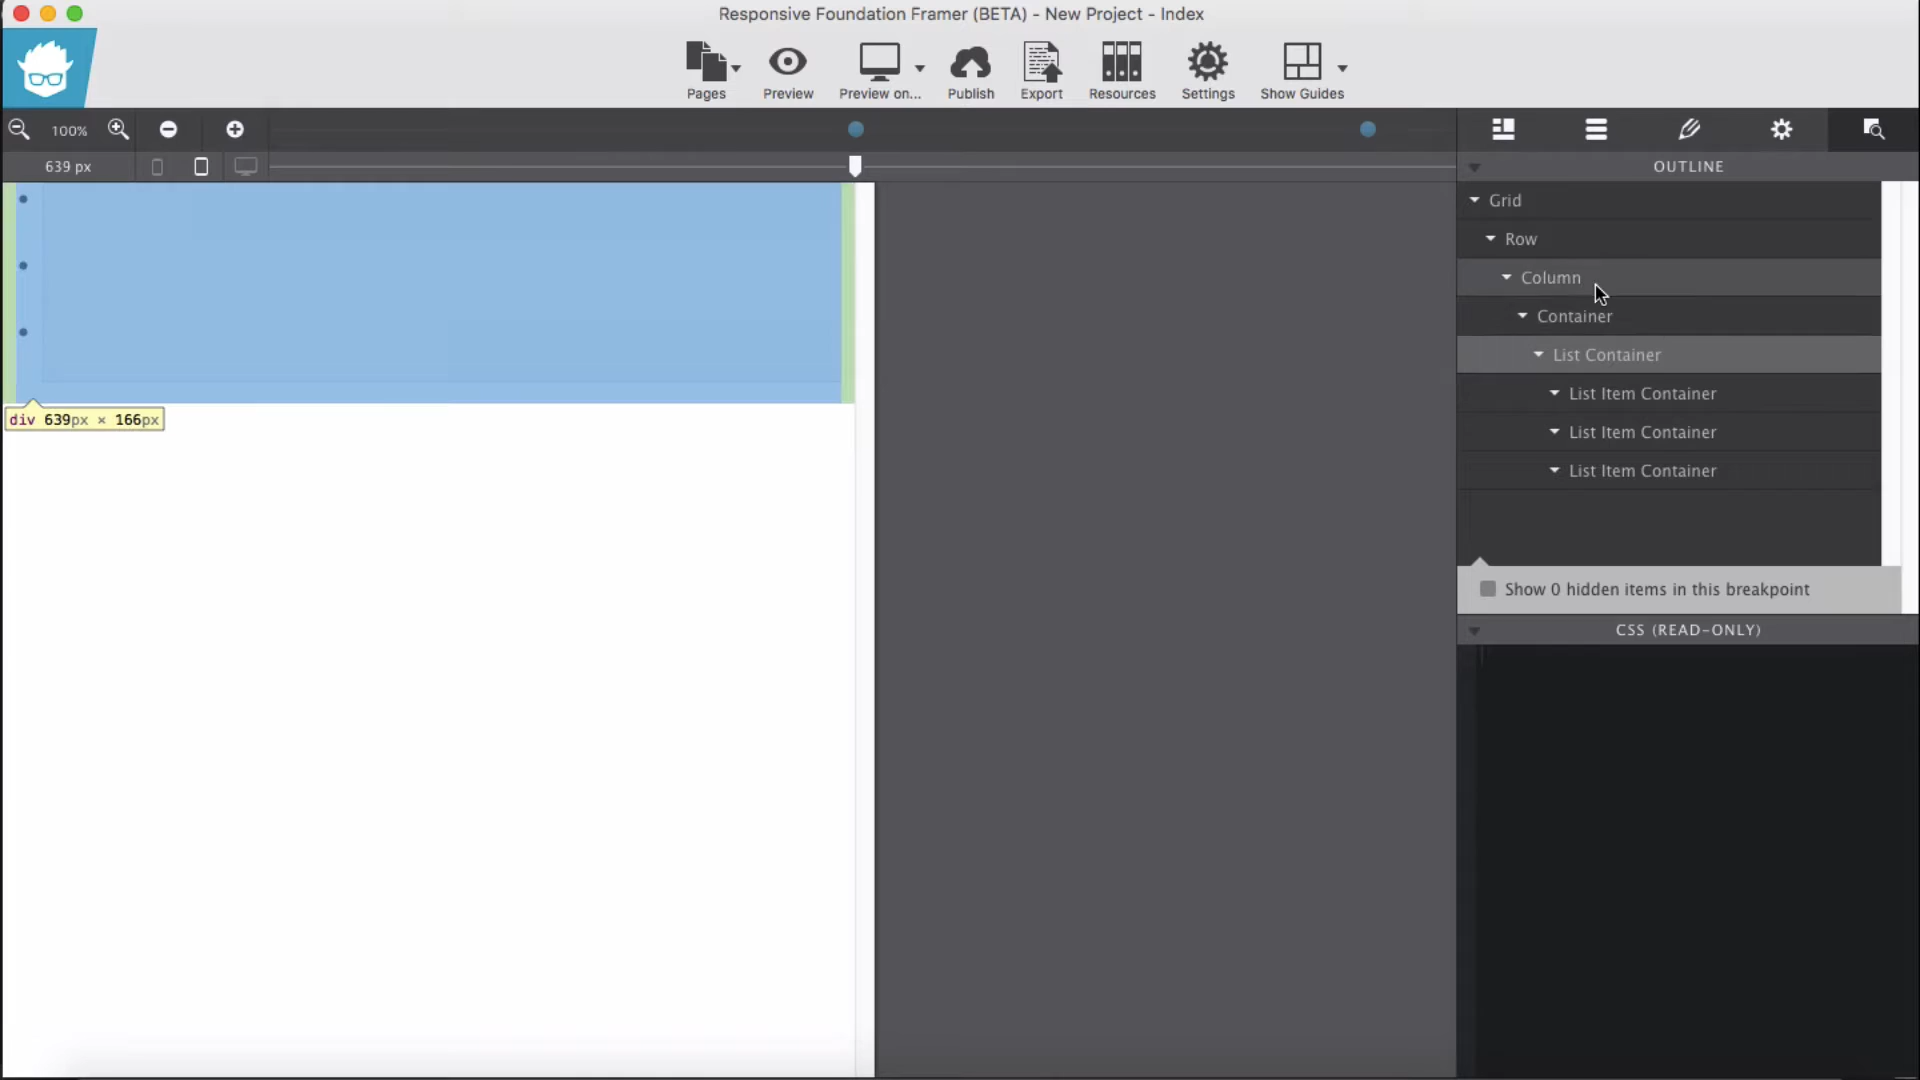 Responsive Foundation Framer (BETA) - New Project - Index
Pages
Preview
Preview on...
Publish
Export
Resources
Settings
Show Guides
100%
639 px
OUTLINE
Grid
Row
Column
Container
List Container
List Item Container
List Item Container
List Item Container
div 639px × 166px
Show 0 hidden items in this breakpoint
CSS (READ-ONLY)